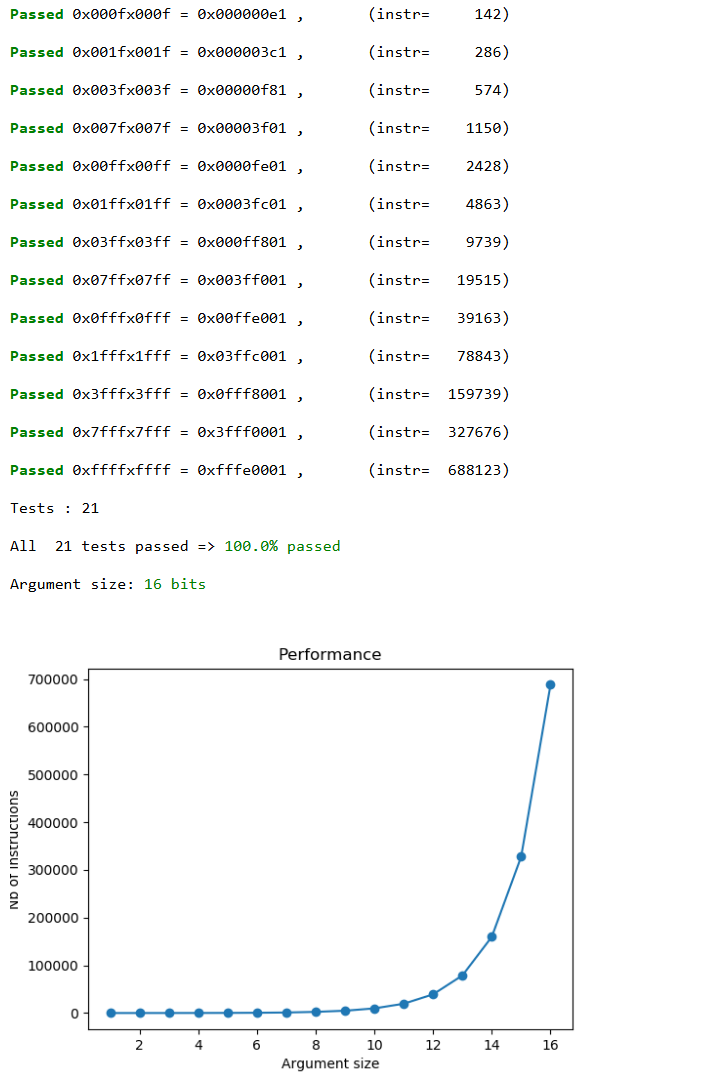 Passed 0x000fx000f = 0x000000e1 , (instr= 142)
Passed 0x001fx001f = 0x000003c1 , (instr= 286)
Passed 0x003fx003f = 0x00000f81 , (instr= 574)
Passed 0x007fx007f = 0x00003f01 , (instr= 1150)
Passed 0x00ffx00ff = 0x0000fe01 , (instr= 2428)
Passed 0x01ffx01ff = 0x0003fc01 , (instr= 4863)
Passed 0x03ffx03ff = 0x000ff801 , (instr= 9739)
Passed 0x07ffx07ff = 0x003ff001 , (instr= 19515)
Passed 0x0fffx0fff = 0x00ffe001 , (instr= 39163)
Passed 0x1fffx1fff = 0x03ffc001 , (instr= 78843)
Passed 0x3fffx3fff = 0x0fff8001 , (instr= 159739)
Passed 0x7fffx7fff = 0x3fff0001 , (instr= 327676)
Passed 0xffffxffff = 0xfffe0001 , (instr= 688123)
Tests : 21
All 21 tests passed => 100.0% passed
Argument size: 16 bits
Performance
700000
600000
500000
400000
300000
200000
100000
0
Nb of instructions
2 4 6 8 10 12 14 16
Argument size